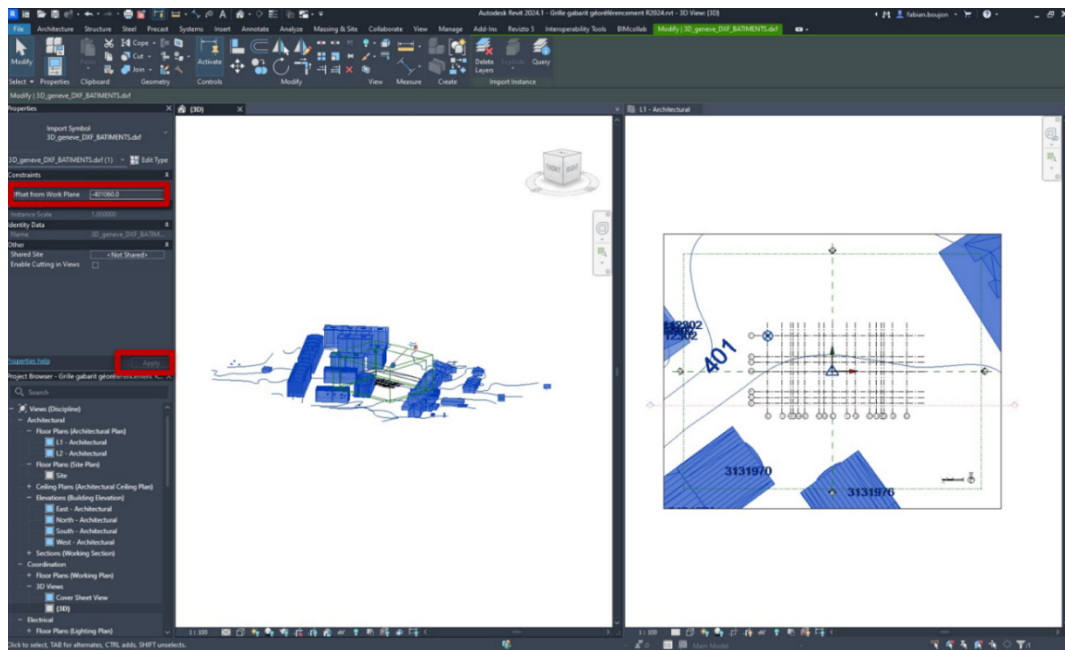 Autodesk Revit 2024.1 - Grille gabarit géoréférencement R2024.rvt - 3D View: {3D}
fabian.boujon
File Architecture Structure Steel Precast Systems Insert Annotate Analyze Massing & Site Collaborate View Manage Add-Ins Revizto 5 Interoperability Tools BIMcollab Modify | 3D_geneve_DXF_BATIMENTS.dxf
Modify
Paste
Cope
Cut
Join
Activate
Delete Layers
Explode
Query
Select Properties Clipboard Geometry Controls Modify View Measure Create Import Instance
Modify | 3D_geneve_DXF_BATIMENTS.dxf
Properties
{3D}
L1 - Architectural
Import Symbol
3D_geneve_DXF_BATIMENTS.dxf
3D_geneve_DXF_BATIMENTS.dxf (1)
Edit Type
Constraints
Offset from Work Plane -401060.0
Instance Scale 1.000000
Identity Data
Name 3D_geneve_DXF_BATIM...
Other
Shared Site <Not Shared>
Enable Cutting in Views
Properties help
Apply
Project Browser - Grille gabarit géoréférencement R...
Search
Views (Discipline)
Architectural
Floor Plans (Architectural Plan)
L1 - Architectural
L2 - Architectural
Floor Plans (Site Plan)
Site
Ceiling Plans (Architectural Ceiling Plan)
Elevations (Building Elevation)
East - Architectural
North - Architectural
South - Architectural
West - Architectural
Sections (Working Section)
Coordination
Floor Plans (Working Plan)
3D Views
Cover Sheet View
{3D}
Electrical
Floor Plans (Lighting Plan)
FRONT
RIGHT
12302
401
3131970
3131976
1 : 100
1 : 100
Click to select, TAB for alternates, CTRL adds, SHIFT unselects.
Main Model